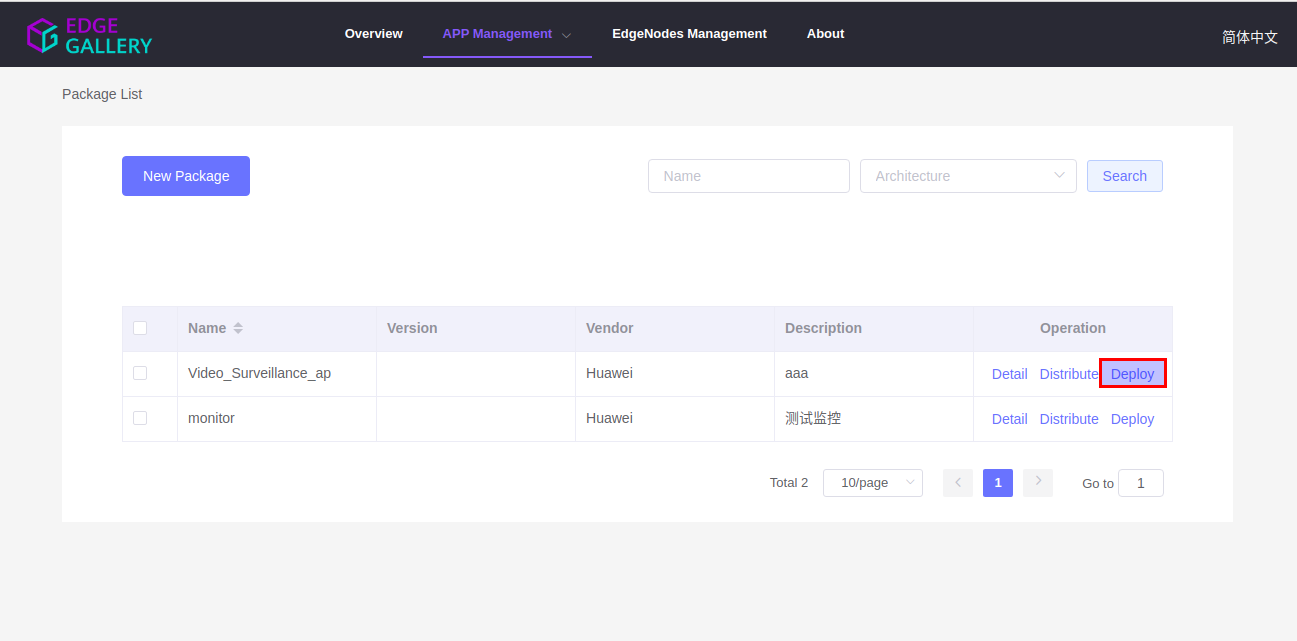 EDGE
GALLERY
Overview APP Management EdgeNodes Management About
简体中文
Package List
New Package Name Architecture Search
Name Version Vendor Description Operation
Video_Surveillance_ap Huawei aaa Detail Distribute Deploy
monitor Huawei 测试监控 Detail Distribute Deploy
Total 2 10/page 1 Go to 1